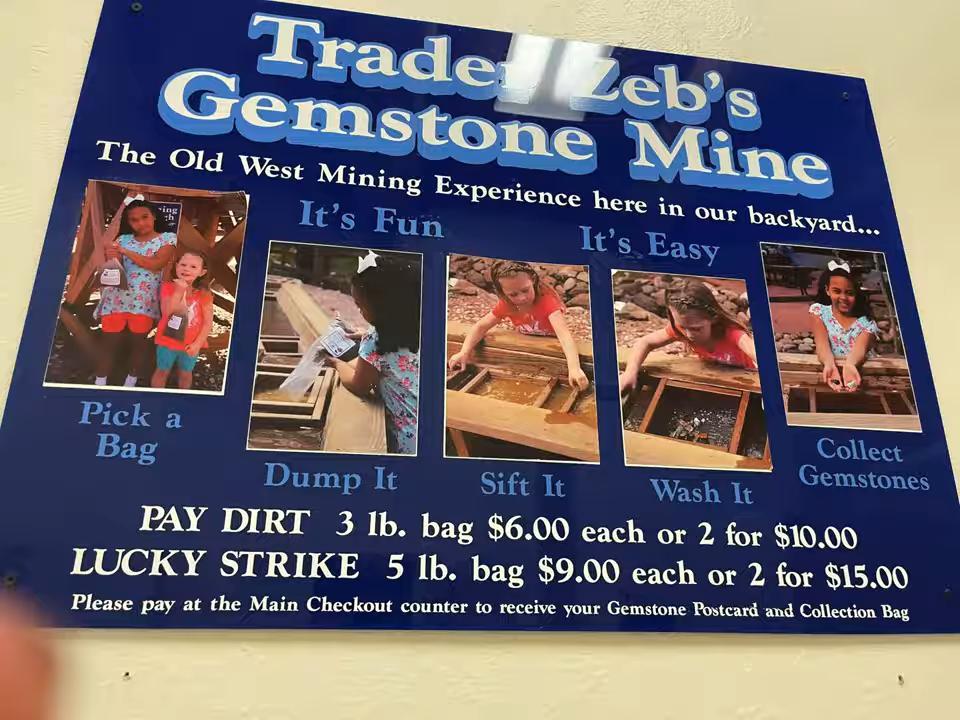 Trader Zeb's
Gemstone Mine
The Old West Mining Experience here in our backyard...
It's Fun
It's Easy
Pick a
Bag
Dump It
Sift It
Wash It
Collect
Gemstones
PAY DIRT 3 lb. bag $6.00 each or 2 for $10.00
LUCKY STRIKE 5 lb. bag $9.00 each or 2 for $15.00
Please pay at the Main Checkout counter to receive your Gemstone Postcard and Collection Bag